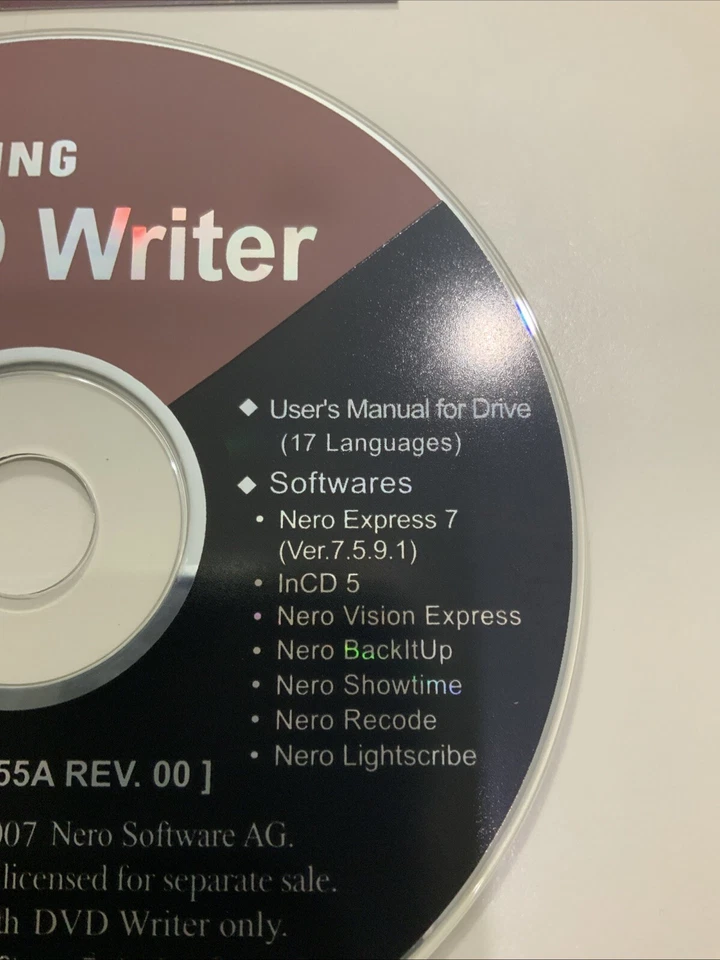 NG
Writer
◆ User's Manual for Drive
(17 Languages)
◆ Softwares
• Nero Express 7
(Ver.7.5.9.1)
• InCD 5
• Nero Vision Express
• Nero BackItUp
• Nero Showtime
• Nero Recode
• Nero Lightscribe
55A REV. 00 ]
07 Nero Software AG.
licensed for separate sale.
th DVD Writer only.